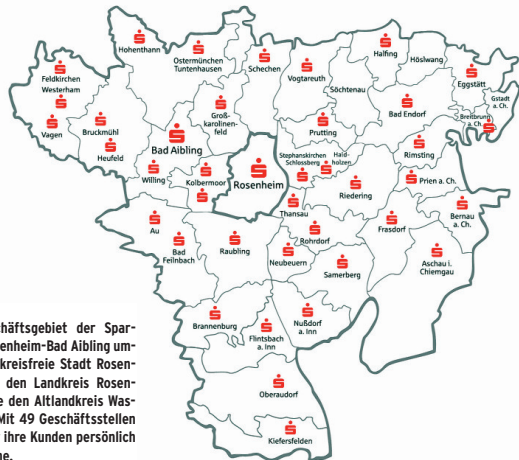 Hohenthann
Ostermünchen
Tuntenhausen
Schechen
Vogtareuth
Söchtenau
Halfing
Höslwang
Eggstätt
Gstadt
a. Ch.
Breitbrunn
a. Ch.
Feldkirchen
Westerham
Vagen
Bruckmühl
Heufeld
Bad Aibling
Groß-
karolinen-
feld
Prutting
Bad Endorf
Rimsting
Willing
Kolbermoor
Rosenheim
Stephanskirchen
Schlossberg
Haid-
holzen
Riedering
Prien a. Ch.
Bernau
a. Ch.
Au
Bad
Feilnbach
Raubling
Thansau
Rohrdorf
Neubeuern
Samerberg
Frasdorf
Aschau i.
Chiemgau
Brannenburg
Flintsbach
a. Inn
Nußdorf
a. Inn
Oberaudorf
Kiefersfelden
häftsgebiet der Spar-
enheim-Bad Aibling um-
kreisfreie Stadt Rosen-
den Landkreis Rosen-
e den Altlandkreis Was-
Mit 49 Geschäftsstellen
ihre Kunden persönlich
ne.